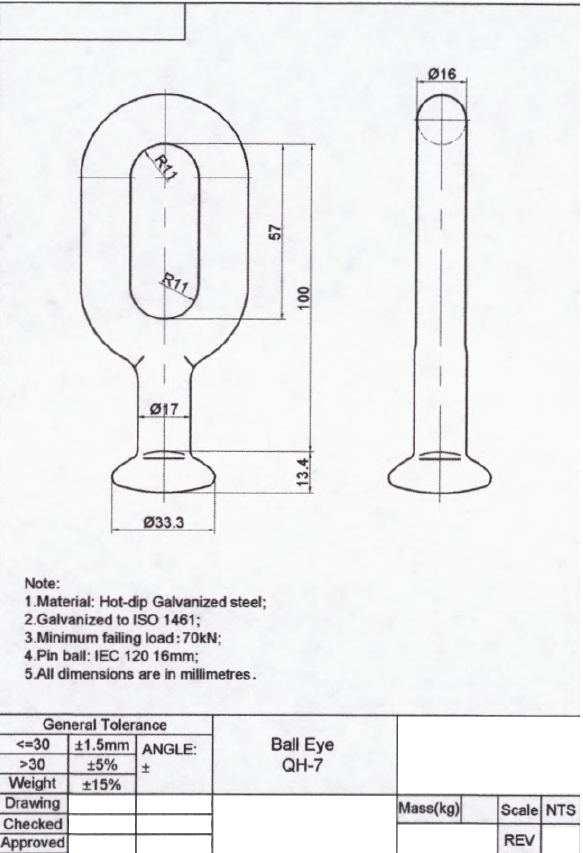 Ø16
R11
57
R11
100
Ø17
13.4
Ø33.3
Note:
1.Material: Hot-dip Galvanized steel;
2.Galvanized to ISO 1461;
3.Minimum failing load:70kN;
4.Pin ball: IEC 120 16mm;
5.All dimensions are in millimetres.
General Tolerance
<=30 ±1.5mm ANGLE:
>30 ±5% ±
Weight ±15%
Ball Eye
QH-7
Drawing
Checked
Approved
Mass(kg) Scale NTS
REV